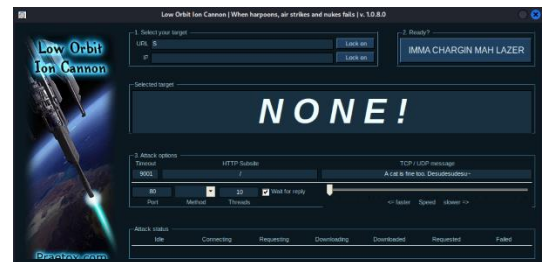 Low Orbit Ion Cannon | When harpoons, air strikes and nukes fails | v. 1.0.8.0
Low Orbit
Ion Cannon
1. Select your target
URL S Lock on
IP Lock on
2. Ready?
IMMA CHARGIN MAH LAZER
Selected target
NONE!
3. Attack options
Timeout HTTP Subsite TCP / UDP message
9001 / A cat is fine too. Desudesudesu~
80 10 Wait for reply
Port Method Threads <= faster Speed slower =>
Attack status
Idle Connecting Requesting Downloading Downloaded Requested Failed
Praetox.com